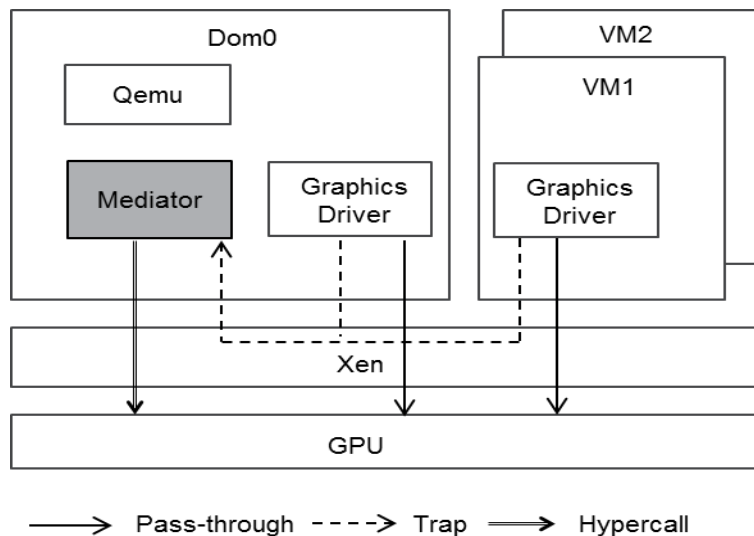 Dom0
VM2
VM1
Qemu
Mediator
Graphics
Driver
Graphics
Driver
Xen
GPU
Pass-through
Trap
Hypercall